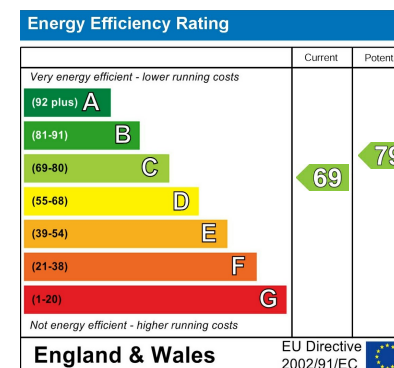 Energy Efficiency Rating
Current Potent
Very energy efficient - lower running costs
(92 plus) A
(81-91) B
(69-80) C
(55-68) D
(39-54) E
(21-38) F
(1-20) G
69
79
Not energy efficient - higher running costs
England & Wales
EU Directive
2002/91/EC